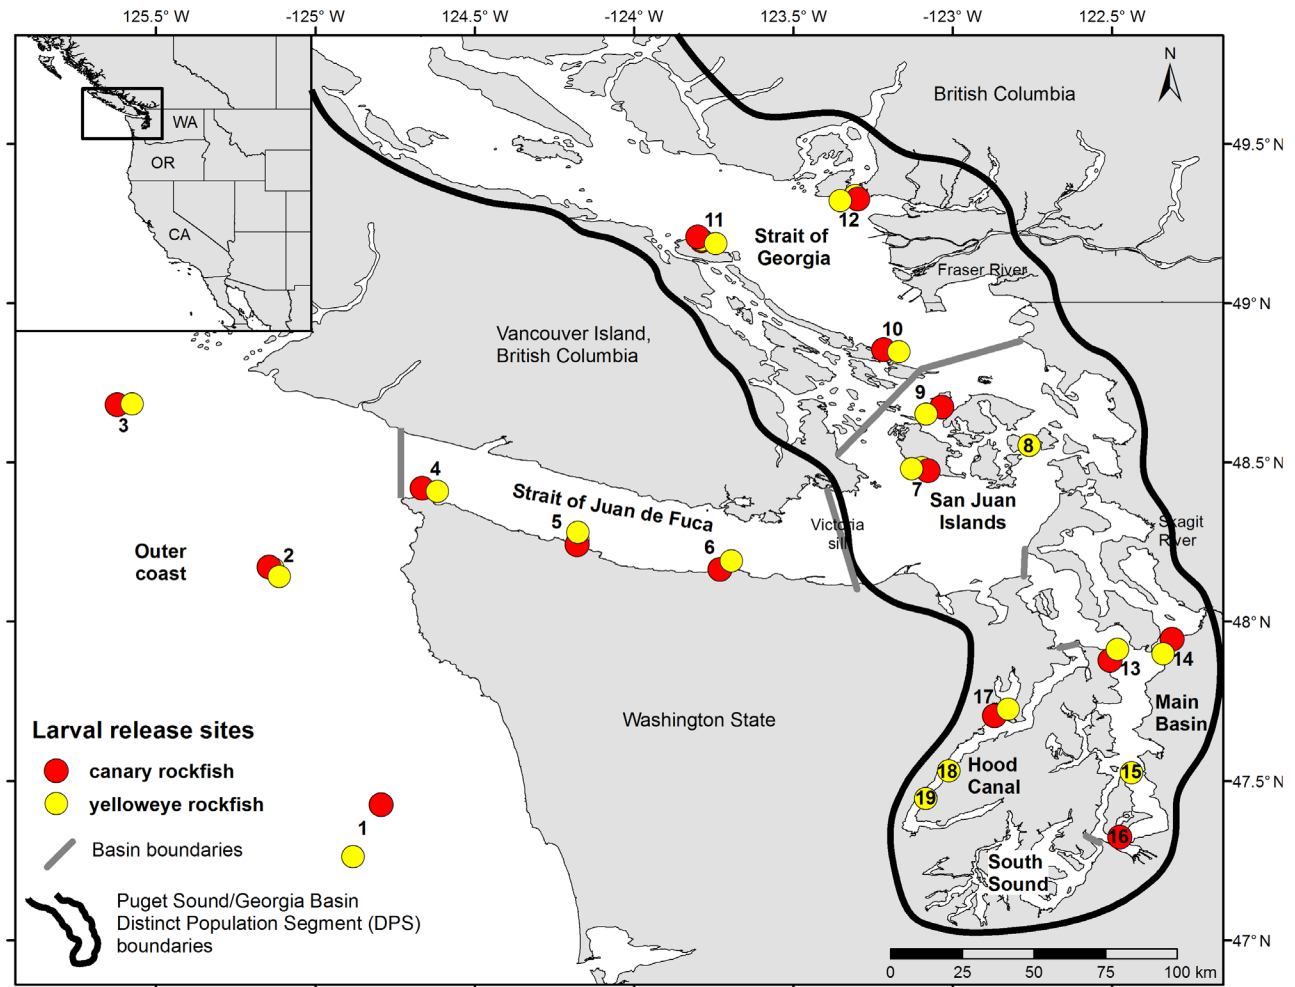 125.5° W
-125° W
-124.5° W
-124° W
-123.5° W
-123° W
-122.5° W
N
British Columbia
WA
OR
CA
49.5° N
12
11
Strait of
Georgia
Fraser River
49° N
10
Vancouver Island,
British Columbia
9
3
8
48.5° N
4
7
San Juan
Islands
Strait of Juan de Fuca
5
6
Victoria
sill
Skagit
River
Outer
coast
2
48° N
13
14
17
Main
Basin
Washington State
Larval release sites
canary rockfish
yelloweye rockfish
Basin boundaries
Puget Sound/Georgia Basin
Distinct Population Segment (DPS)
boundaries
1
18
Hood
Canal
15
47.5° N
19
16
South
Sound
47° N
0
25
50
75
100 km